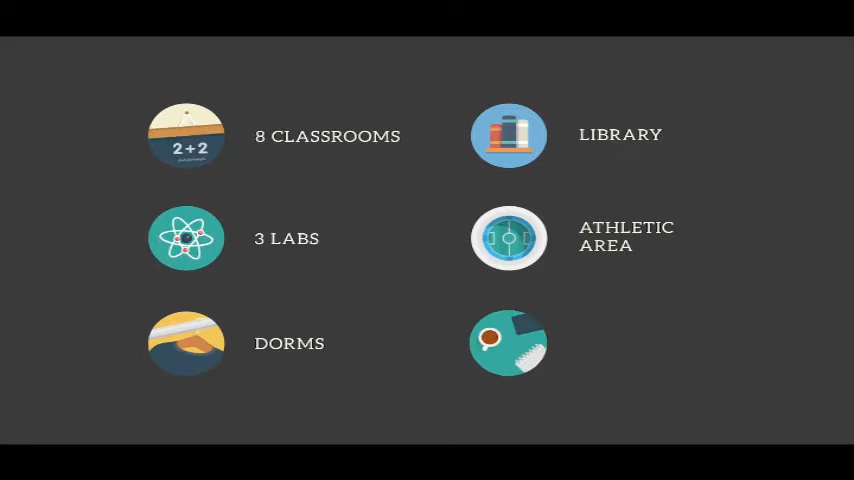 2+2
8 CLASSROOMS
3 LABS
DORMS
LIBRARY
ATHLETIC
AREA